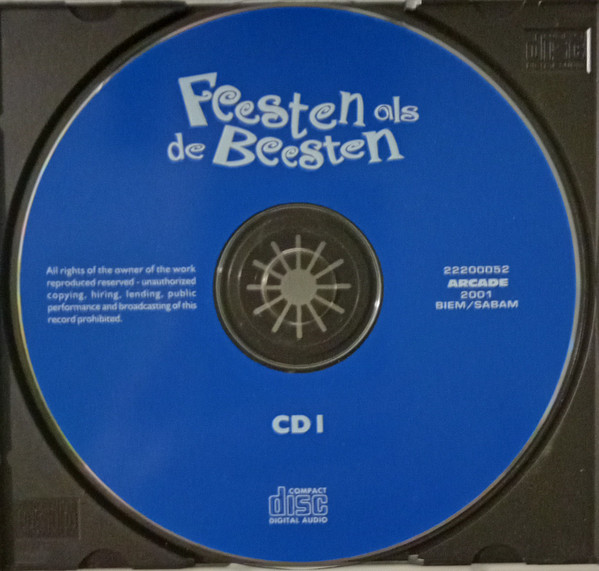 Feesten als
de Beesten
All rights of the owner of the work
reproduced reserved - unauthorized
copying, hiring, lending, public
performance and broadcasting of this
record prohibited.
22200052
ARCADE
2001
BIEM/SABAM
CD 1
COMPACT
disc
DIGITAL AUDIO